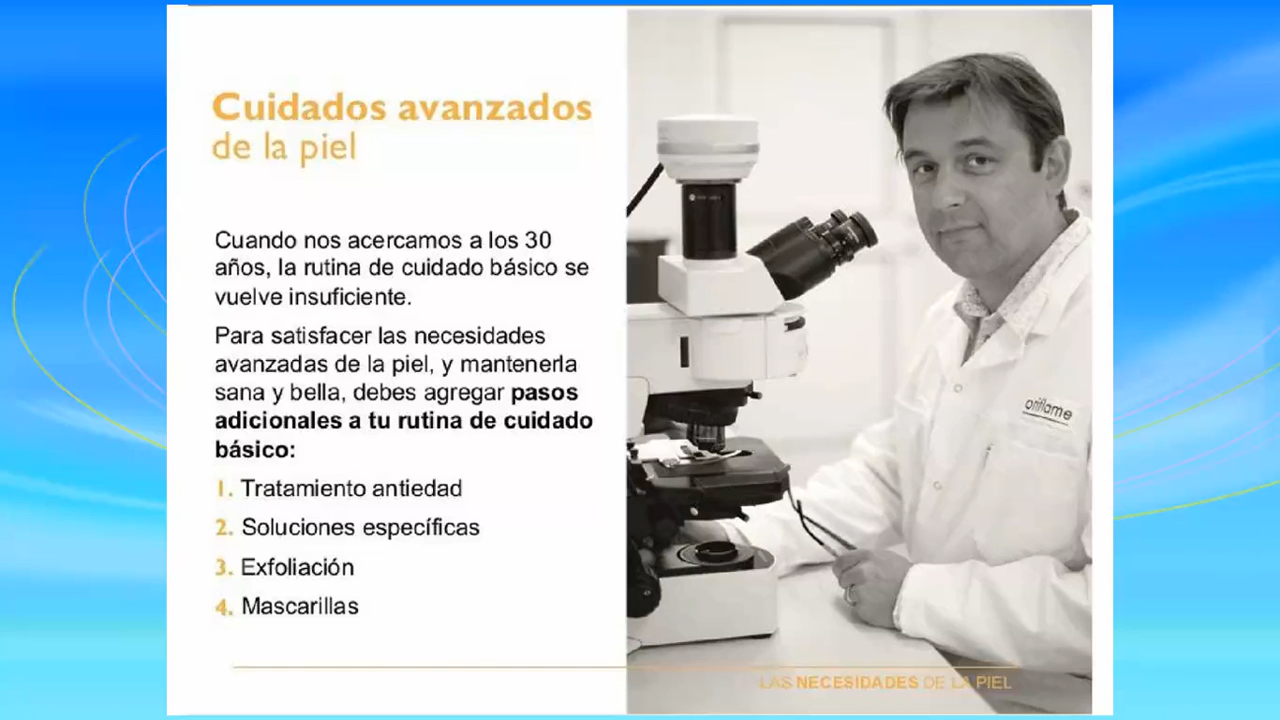 Cuidados avanzados
de la piel
Cuando nos acercamos a los 30
años, la rutina de cuidado básico se
vuelve insuficiente.
Para satisfacer las necesidades
avanzadas de la piel, y mantenerla
sana y bella, debes agregar pasos
adicionales a tu rutina de cuidado
básico:
1. Tratamiento antiedad
2. Soluciones específicas
3. Exfoliación
4. Mascarillas
oriflame
LAS NECESIDADES DE LA PIEL